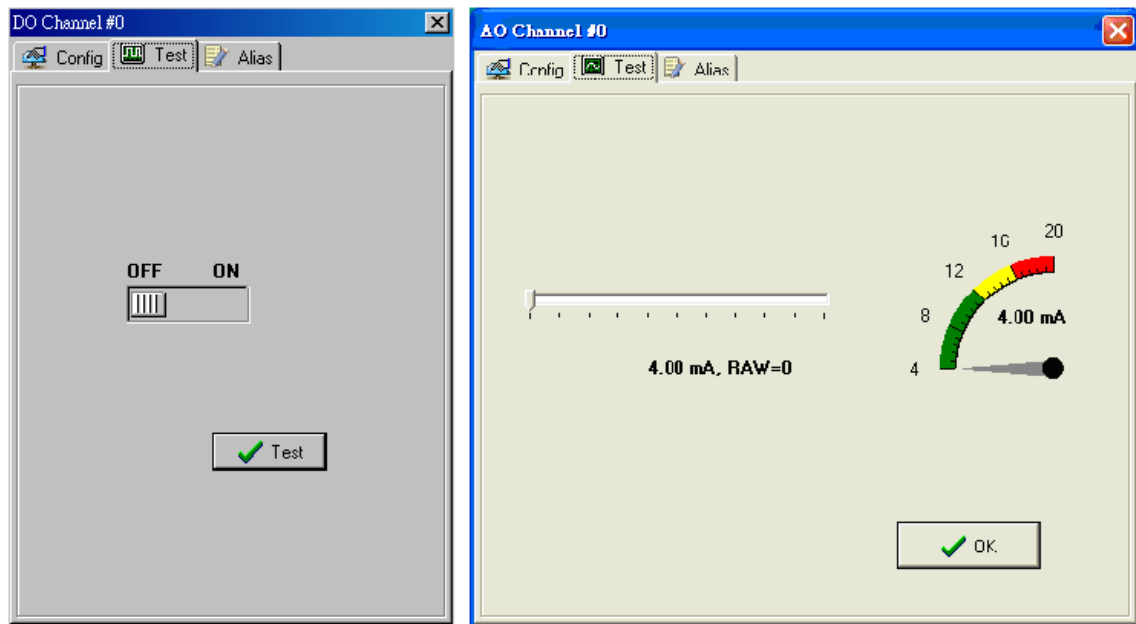 DO Channel #0
Config Test Alias
OFF ON
Test
AO Channel #0
Config Test Alias
20
16
12
8
4.00 mA
4.00 mA, RAW=0
4
OK